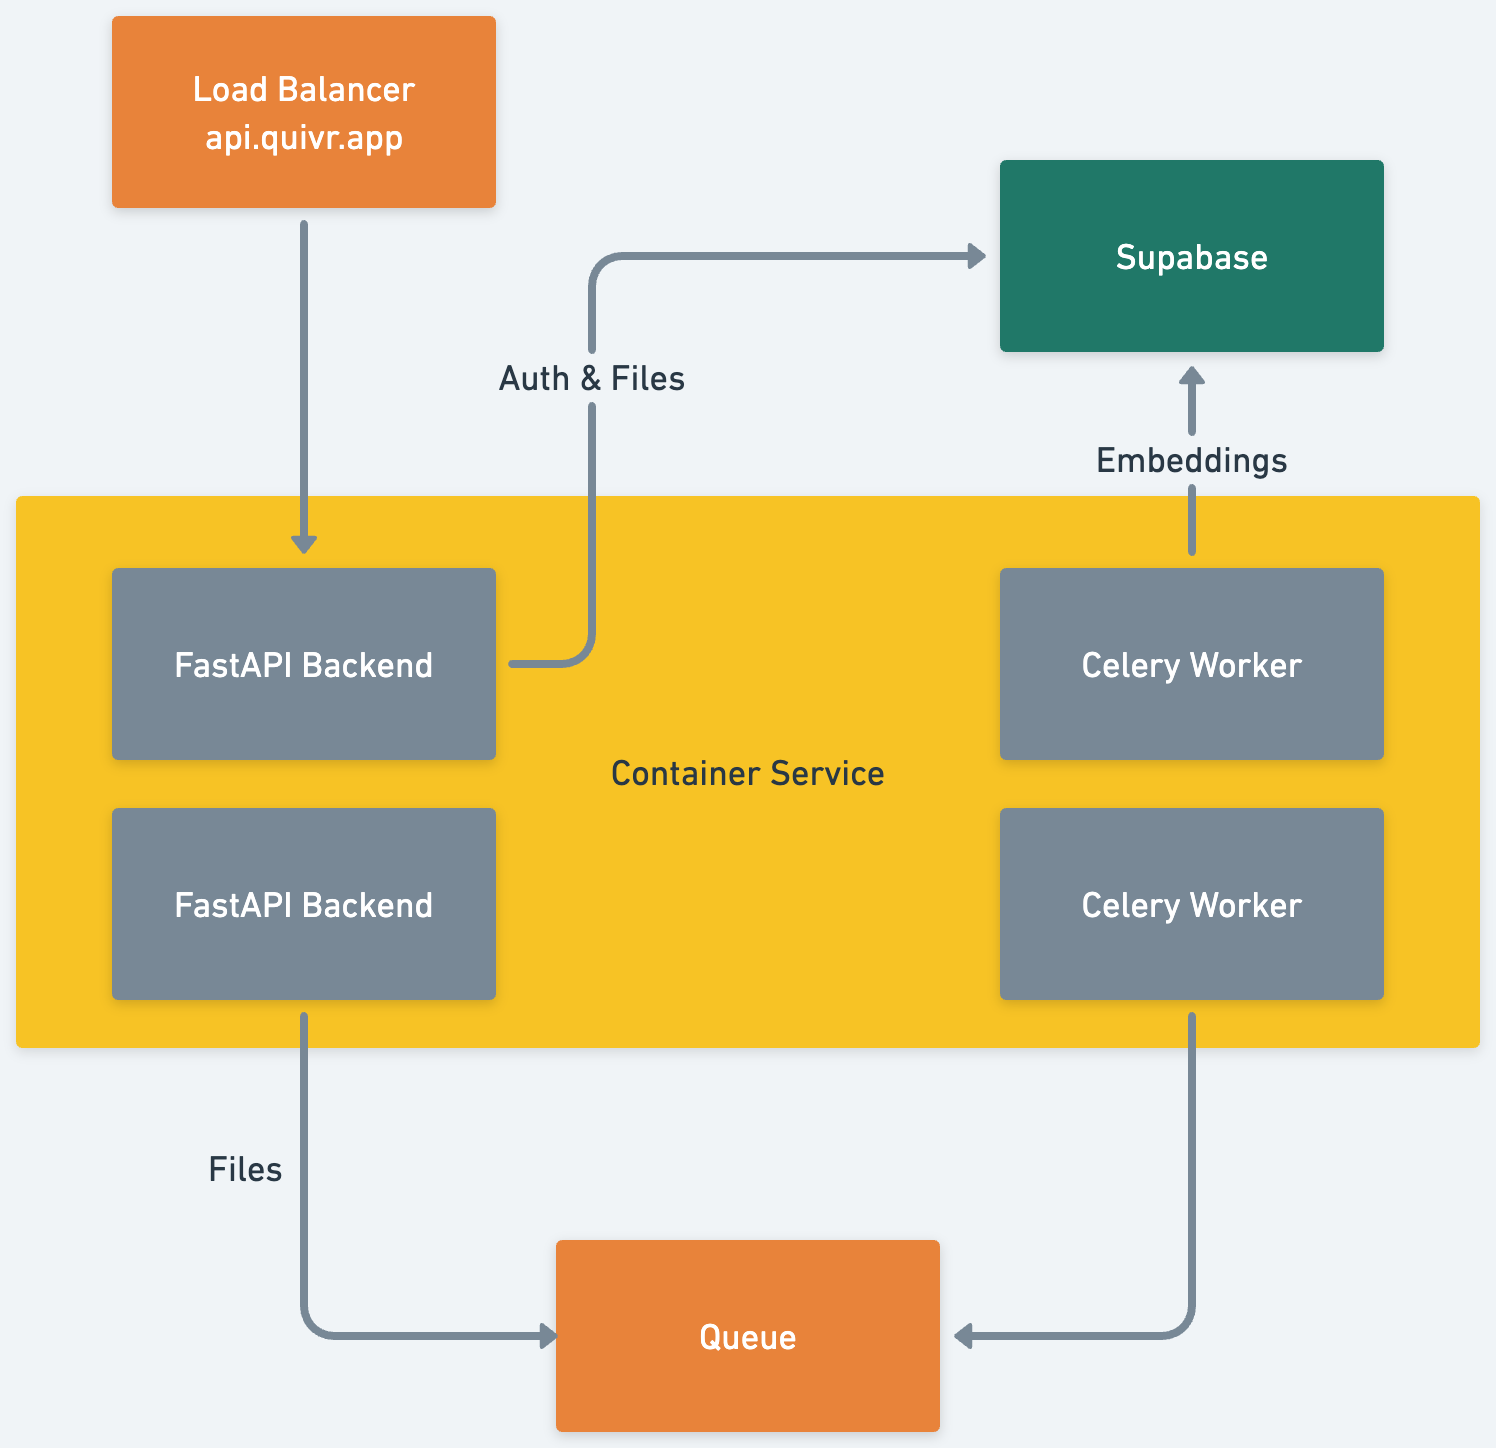 Load Balancer
api.quivr.app
Supabase
Auth & Files
Embeddings
FastAPI Backend
Celery Worker
Container Service
FastAPI Backend
Celery Worker
Files
Queue